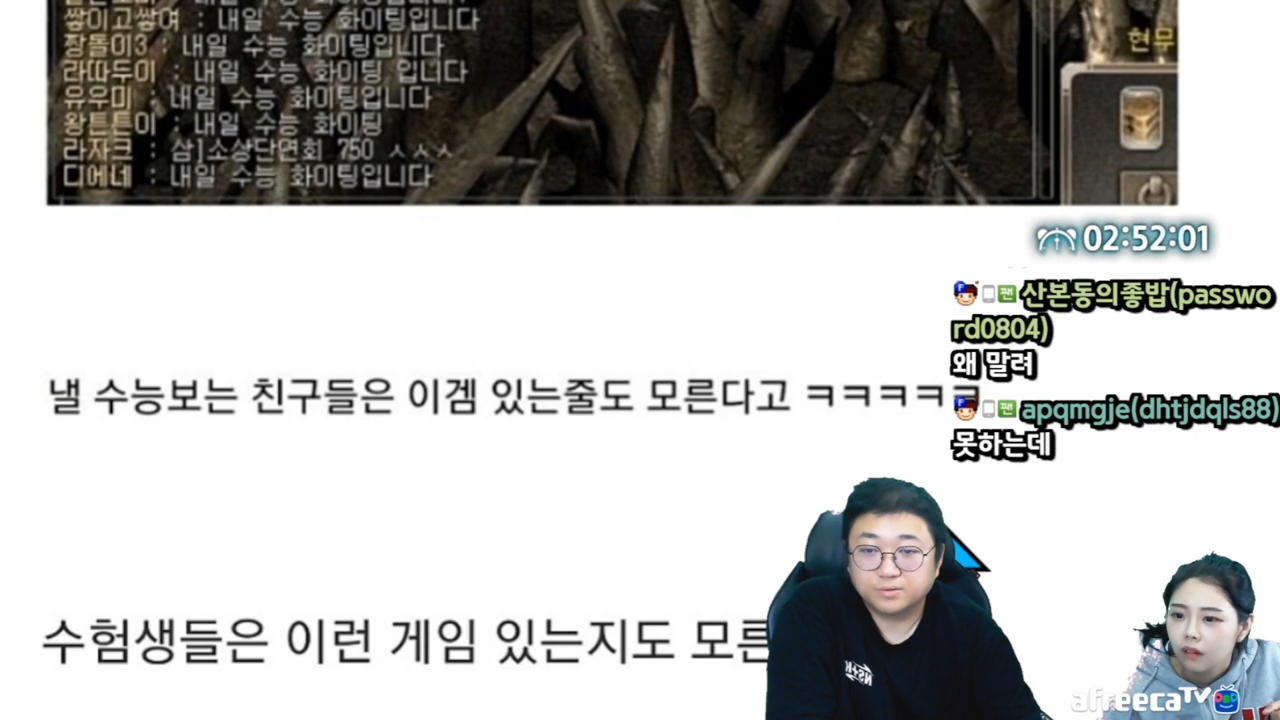 쌓이고쌓여 : 내일 수능 화이팅입니다
장돌이3 : 내일 수능 화이팅입니다
라따두이 : 내일 수능 화이팅 입니다
유우미 : 내일 수능 화이팅입니다
왕튼튼이 : 내일 수능 화이팅
라자크 : 삼]소상단연회 750 ㅅㅅㅅ
디에네 : 내일 수능 화이팅입니다
현무
02:52:01
산본동의좋밥(passwo
rd0804)
왜 말려
낼 수능보는 친구들은 이겜 있는줄도 모른다고 ㅋㅋㅋㅋㅋ
apqmgje(dhtjdqls88)
못하는데
수험생들은 이런 게임 있는지도 모른
afreecaTV